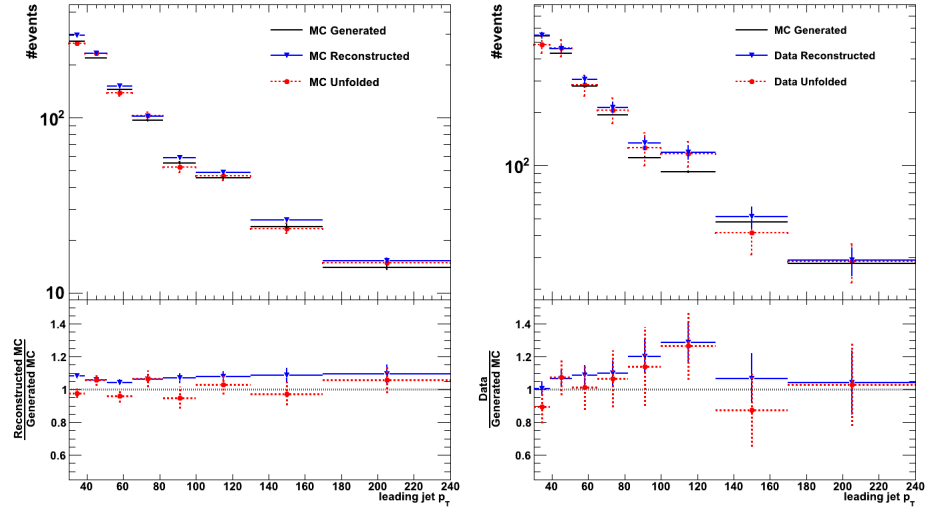 #events
MC Generated
MC Reconstructed
MC Unfolded
10²
10
Reconstructed MC
Generated MC
1.4
1.2
1
0.8
0.6
40 60 80 100 120 140 160 180 200 220 240
leading jet p_T
#events
MC Generated
Data Reconstructed
Data Unfolded
10²
Data
Generated MC
1.4
1.2
1
0.8
0.6
40 60 80 100 120 140 160 180 200 220 240
leading jet p_T